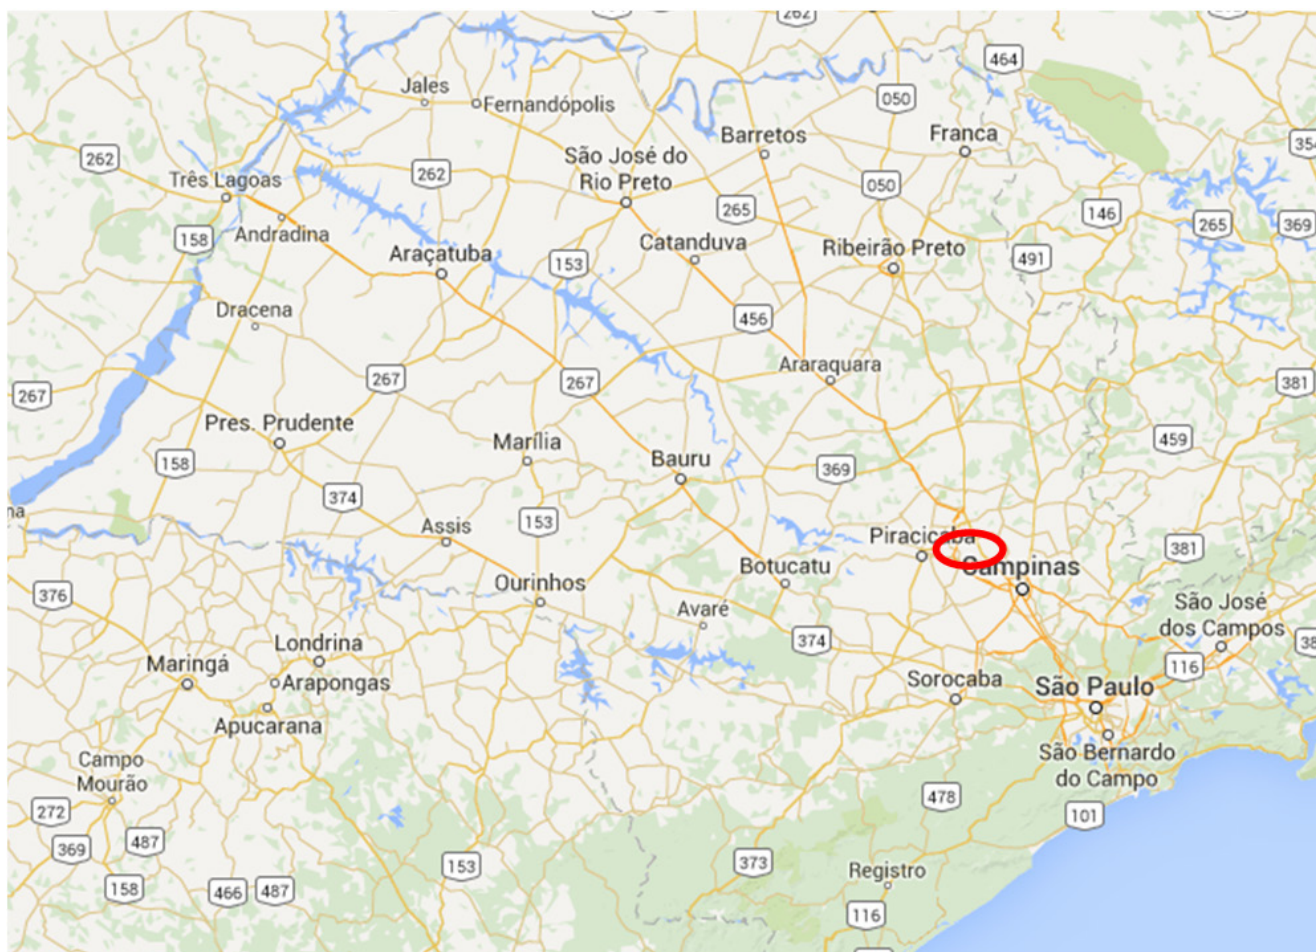 262
464
Jales
Fernandópolis
050
Barretos
Franca
354
262
São José do
Rio Preto
262
Três Lagoas
050
265
146
265
369
158
Andradina
Araçatuba
153
Catanduva
Ribeirão Preto
491
Dracena
456
Araraquara
267
267
267
381
Pres. Prudente
459
158
Marília
Bauru
369
374
na
Assis
153
Piracicaba
381
Botucatu
Campinas
376
Ourinhos
São José
dos Campos
Avaré
374
Londrina
116
38
Maringá
Arapongas
Sorocaba
São Paulo
Apucarana
São Bernardo
do Campo
Campo
Mourão
478
272
101
487
369
153
373
Registro
158
466
487
116